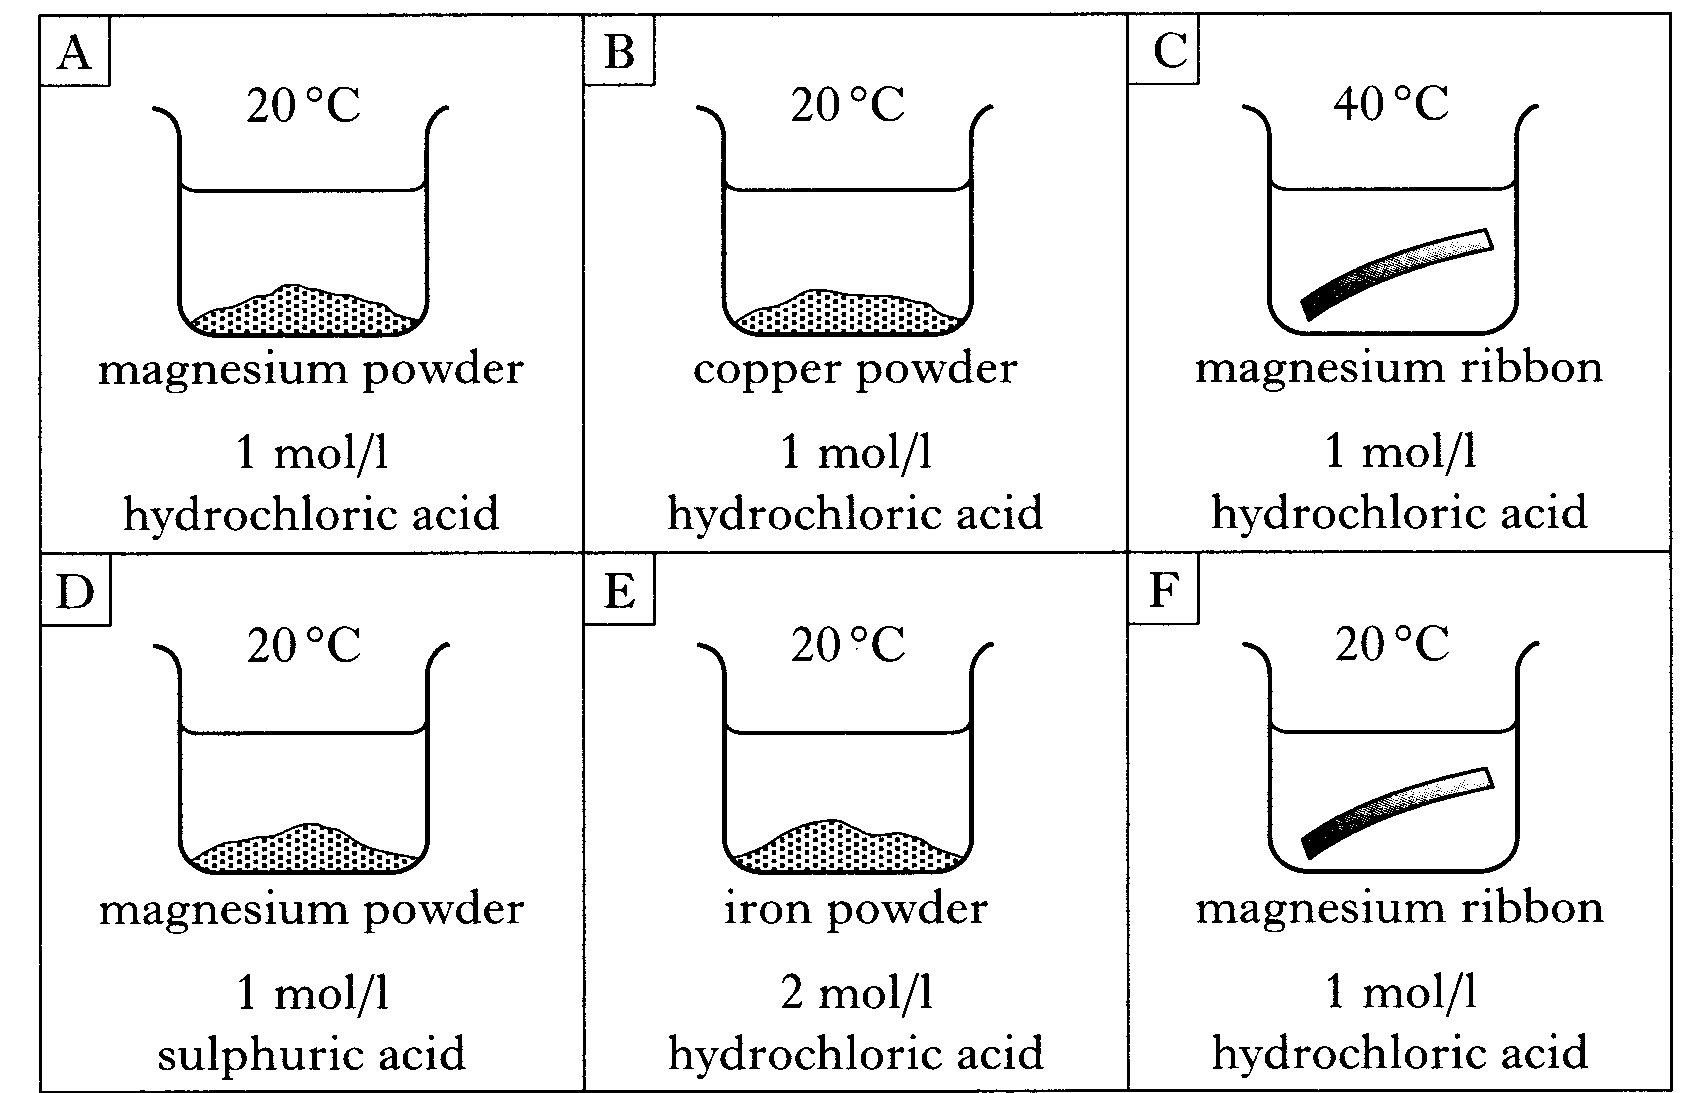 A
20 °C
magnesium powder
1 mol/l
hydrochloric acid
B
20 °C
copper powder
1 mol/l
hydrochloric acid
C
40 °C
magnesium ribbon
1 mol/l
hydrochloric acid
D
20 °C
magnesium powder
1 mol/l
sulphuric acid
E
20 °C
iron powder
2 mol/l
hydrochloric acid
F
20 °C
magnesium ribbon
1 mol/l
hydrochloric acid